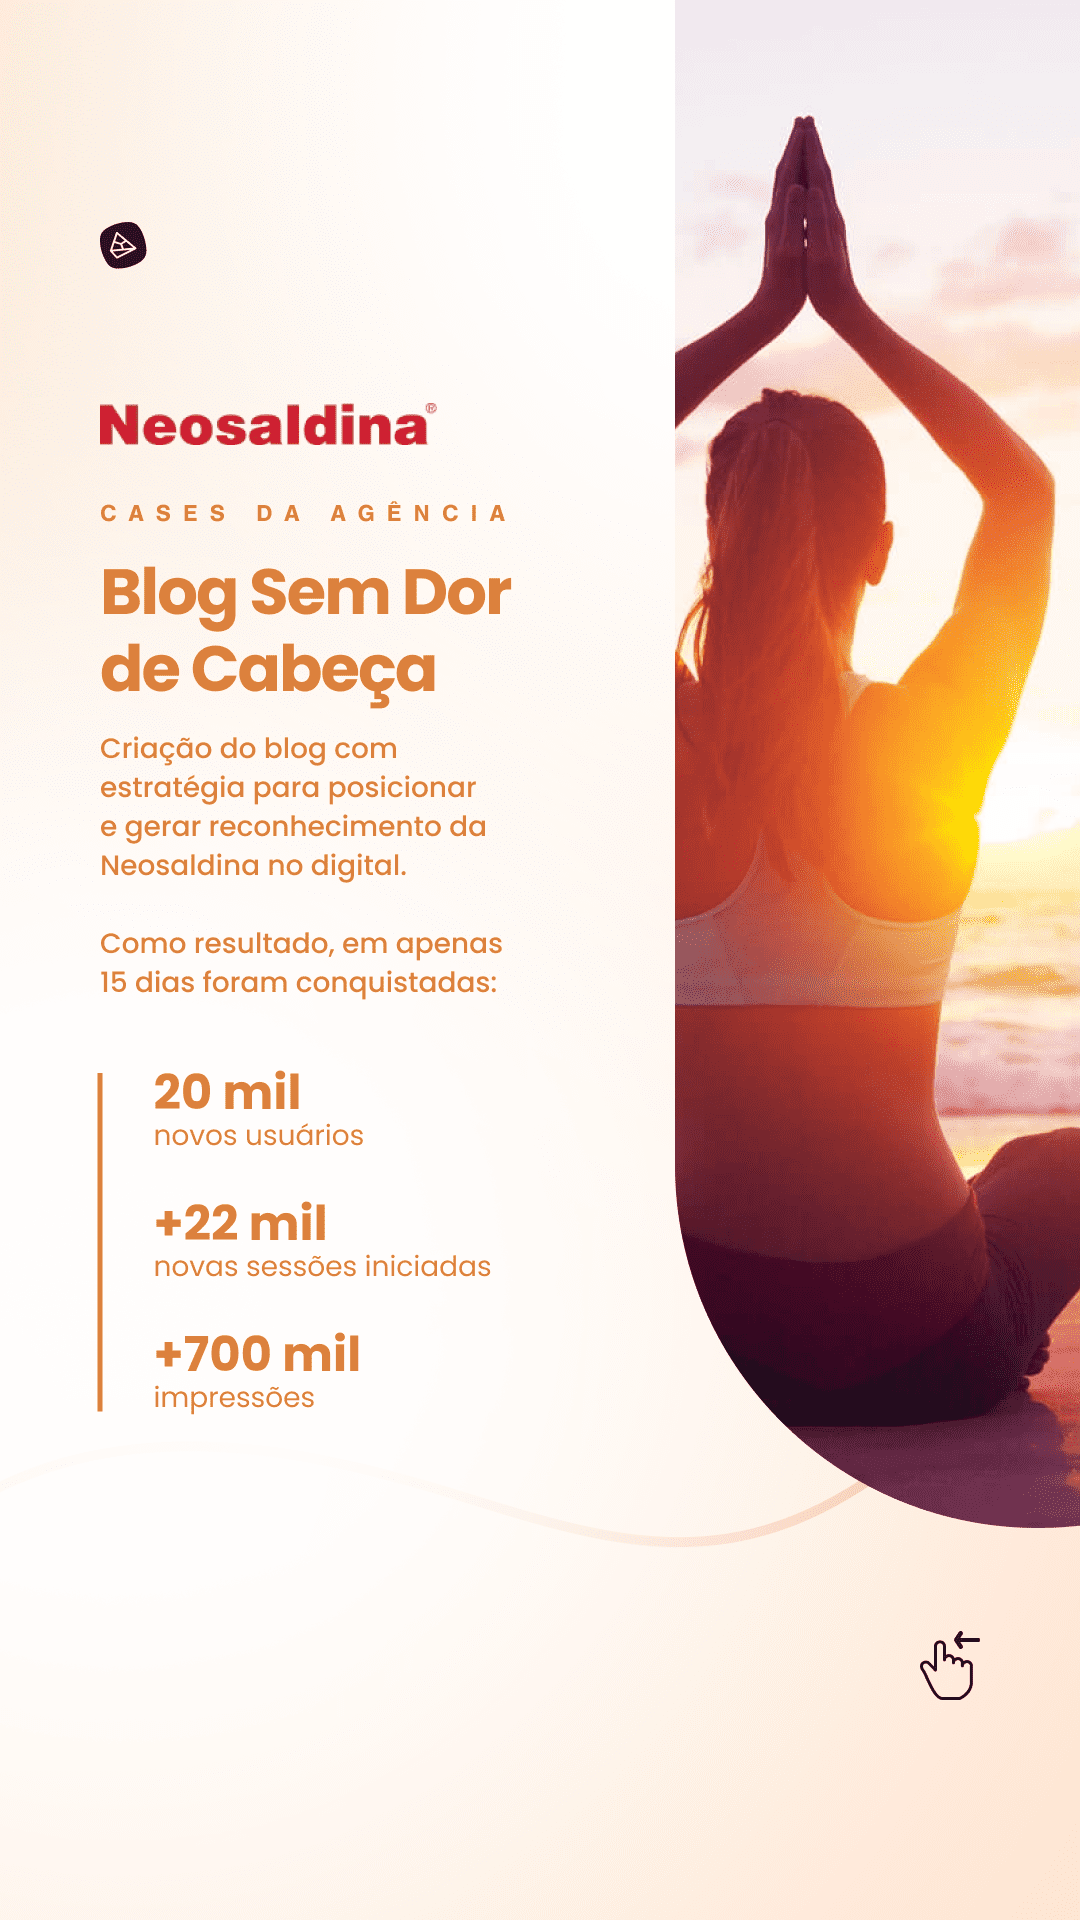 Neosaldina®
CASES DA AGÊNCIA
Blog Sem Dor
de Cabeça
Criação do blog com
estratégia para posicionar
e gerar reconhecimento da
Neosaldina no digital.
Como resultado, em apenas
15 dias foram conquistadas:
20 mil
novos usuários
+22 mil
novas sessões iniciadas
+700 mil
impressões